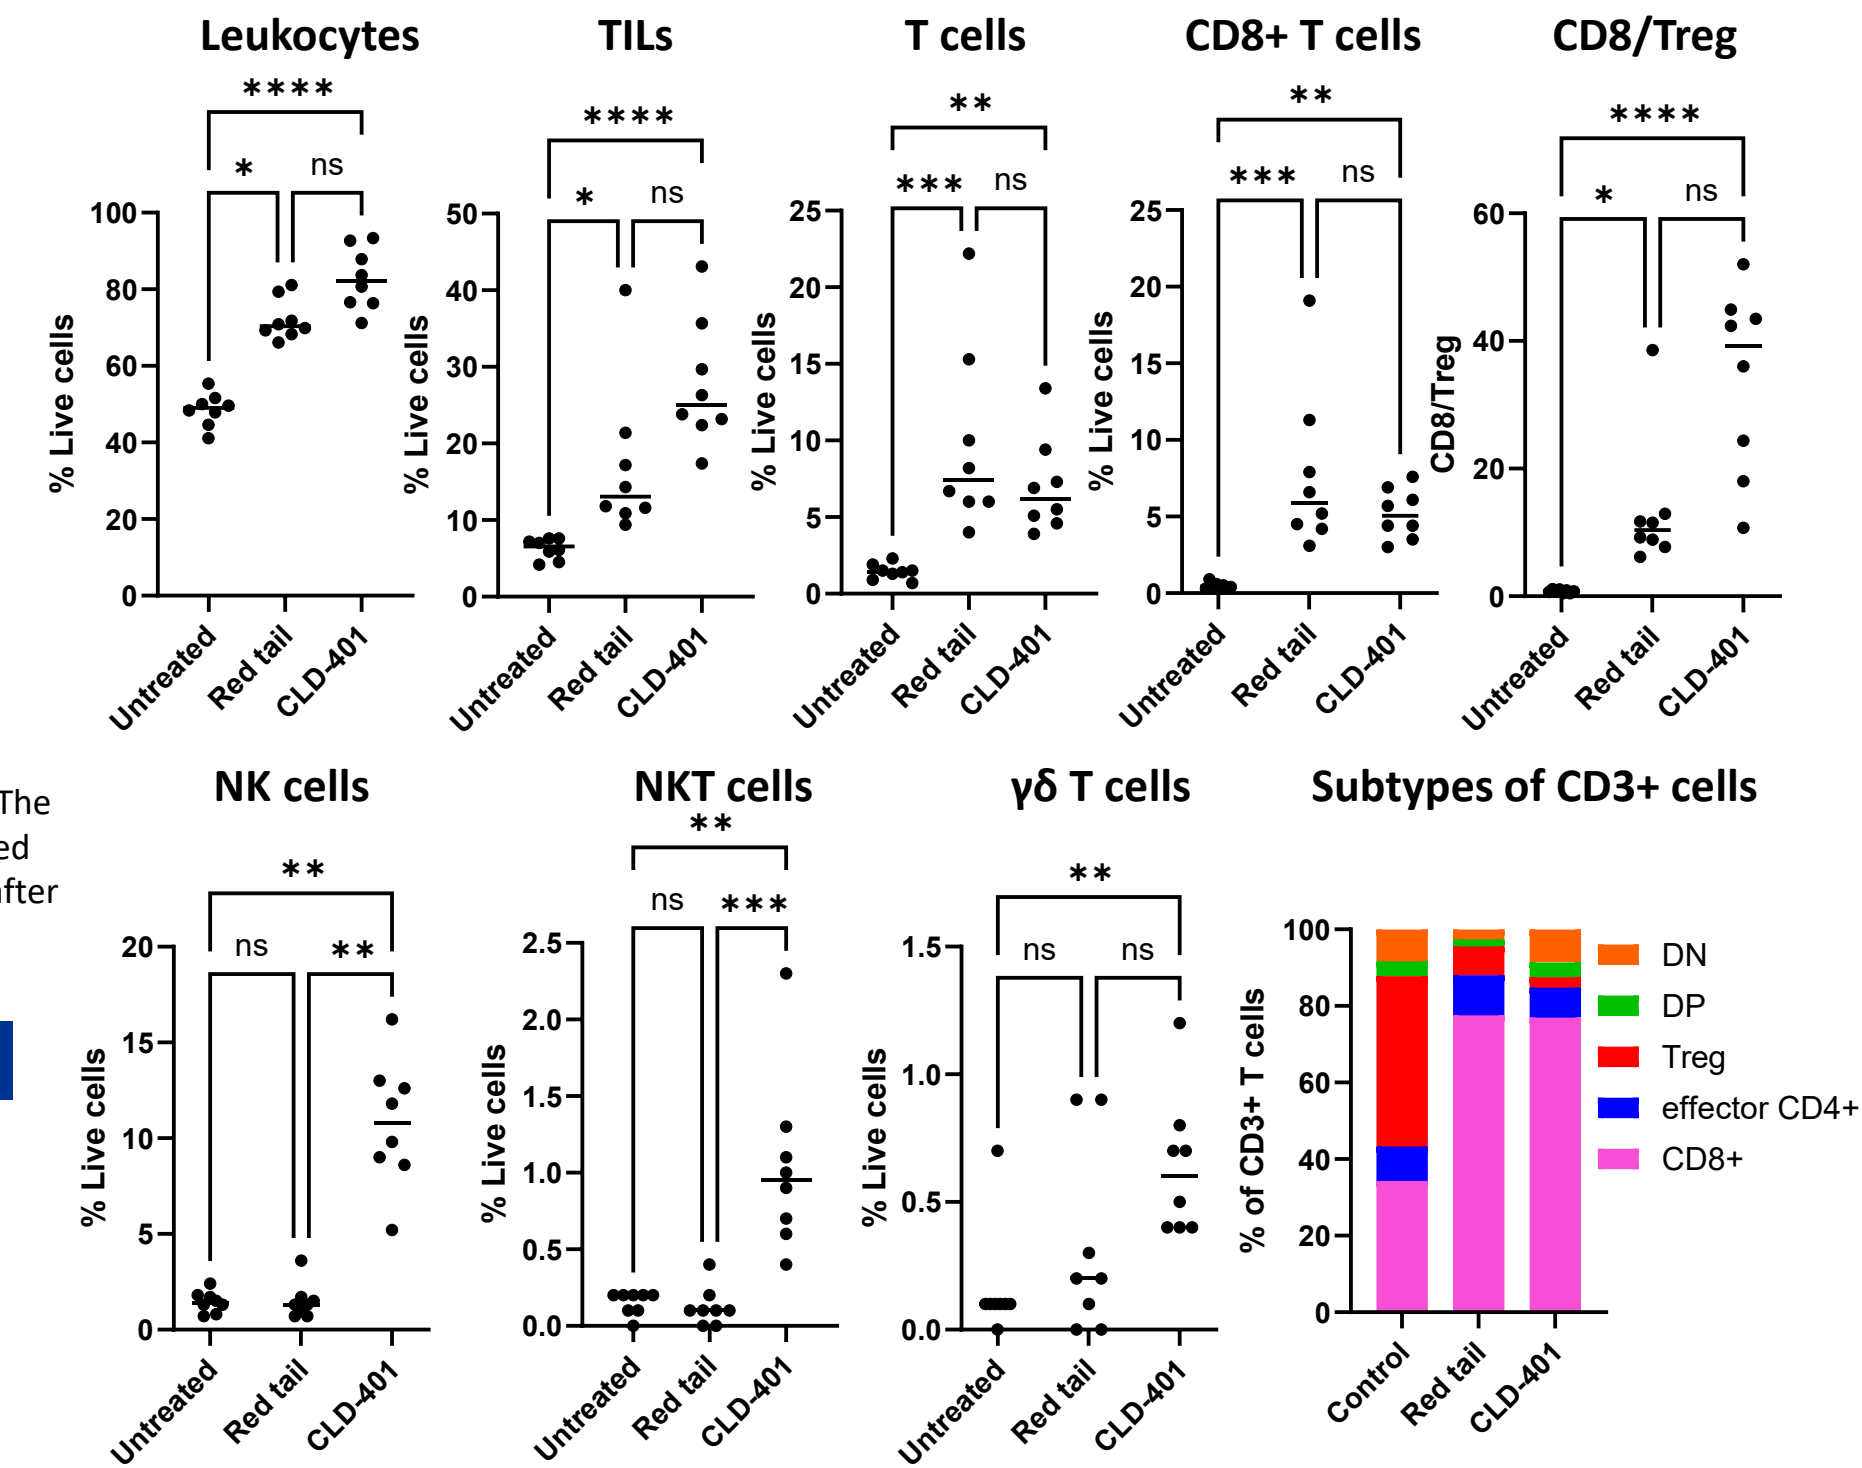 Leukocytes
****
*
ns
% Live cells
100
80
60
40
20
0
Untreated
Red tail
CLD-401
TILs
****
*
ns
% Live cells
50
40
30
20
10
0
Untreated
Red tail
CLD-401
T cells
**
***
ns
% Live cells
25
20
15
10
5
0
Untreated
Red tail
CLD-401
CD8+ T cells
**
***
ns
% Live cells
25
20
15
10
5
0
Untreated
Red tail
CLD-401
CD8/Treg
****
*
ns
CD8/Treg
60
40
20
0
Untreated
Red tail
CLD-401
The
ed
after
NK cells
**
ns
**
% Live cells
20
15
10
5
0
Untreated
Red tail
CLD-401
NKT cells
**
ns
***
% Live cells
2.5
2.0
1.5
1.0
0.5
0.0
Untreated
Red tail
CLD-401
γδ T cells
**
ns
ns
% Live cells
1.5
1.0
0.5
0.0
Untreated
Red tail
CLD-401
Subtypes of CD3+ cells
% of CD3+ T cells
100
80
60
40
20
0
Control
Red tail
CLD-401
DN
DP
Treg
effector CD4+
CD8+